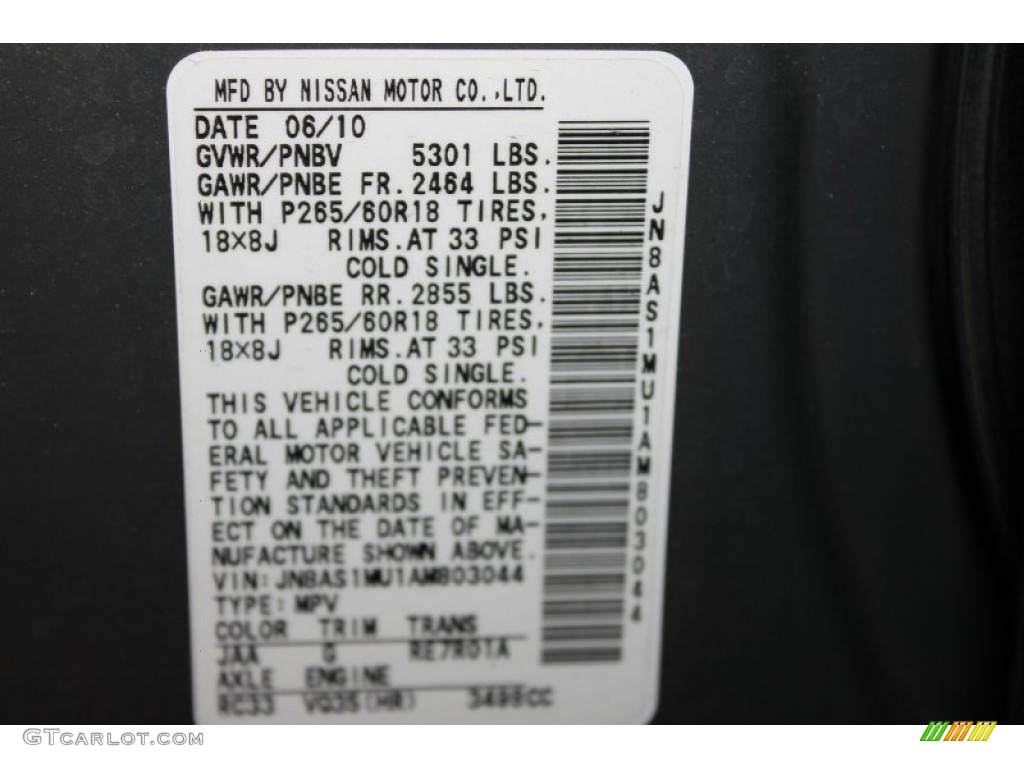 MFD BY NISSAN MOTOR CO.,LTD.
DATE 06/10
GVWR/PNBV 5301 LBS.
GAWR/PNBE FR. 2464 LBS.
WITH P265/60R18 TIRES,
18×8J RIMS. AT 33 PSI
COLD SINGLE.
GAWR/PNBE RR. 2855 LBS.
WITH P265/60R18 TIRES,
18×8J RIMS. AT 33 PSI
COLD SINGLE.
THIS VEHICLE CONFORMS
TO ALL APPLICABLE FED-
ERAL MOTOR VEHICLE SA-
FETY AND THEFT PREVEN-
TION STANDARDS IN EFF-
ECT ON THE DATE OF MA-
NUFACTURE SHOWN ABOVE.
VIN: JN8AS1MU1AM803044
TYPE: MPV
COLOR TRIM TRANS
JAA G RE7R01A
AXLE ENGINE
RC33 VQ35(HR) 3498CC
JN8AS1MU1AM803044
GTcarlot.com